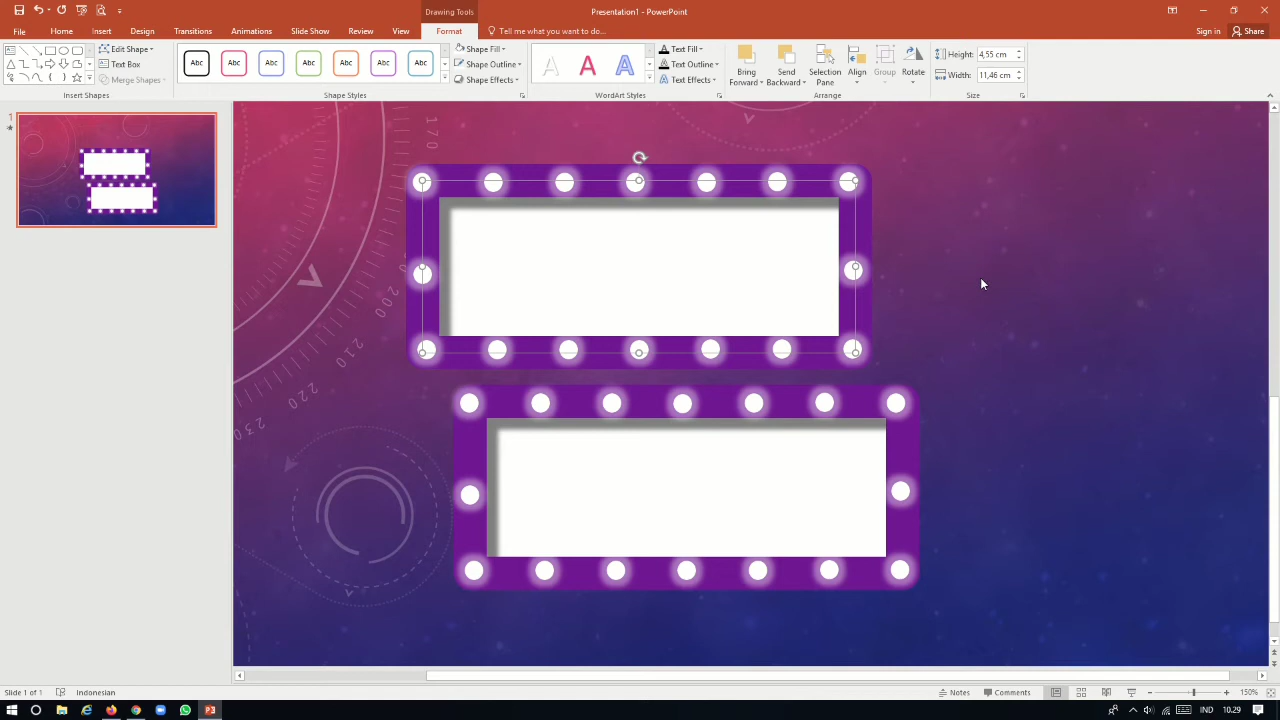 Drawing Tools
Presentation1 - PowerPoint
File Home Insert Design Transitions Animations Slide Show Review View Format Tell me what you want to do... Sign in Share
Edit Shape
Text Box
Merge Shapes
Insert Shapes
Abc Abc Abc Abc Abc Abc Abc
Shape Fill
Shape Outline
Shape Effects
Shape Styles
A A A
Text Fill
Text Outline
Text Effects
WordArt Styles
Bring Forward
Send Backward
Selection Pane
Align
Group
Rotate
Arrange
Height: 4,55 cm
Width: 11,46 cm
Size
1
170
200
210
220
230
Slide 1 of 1 Indonesian Notes Comments 150%
IND 10.29